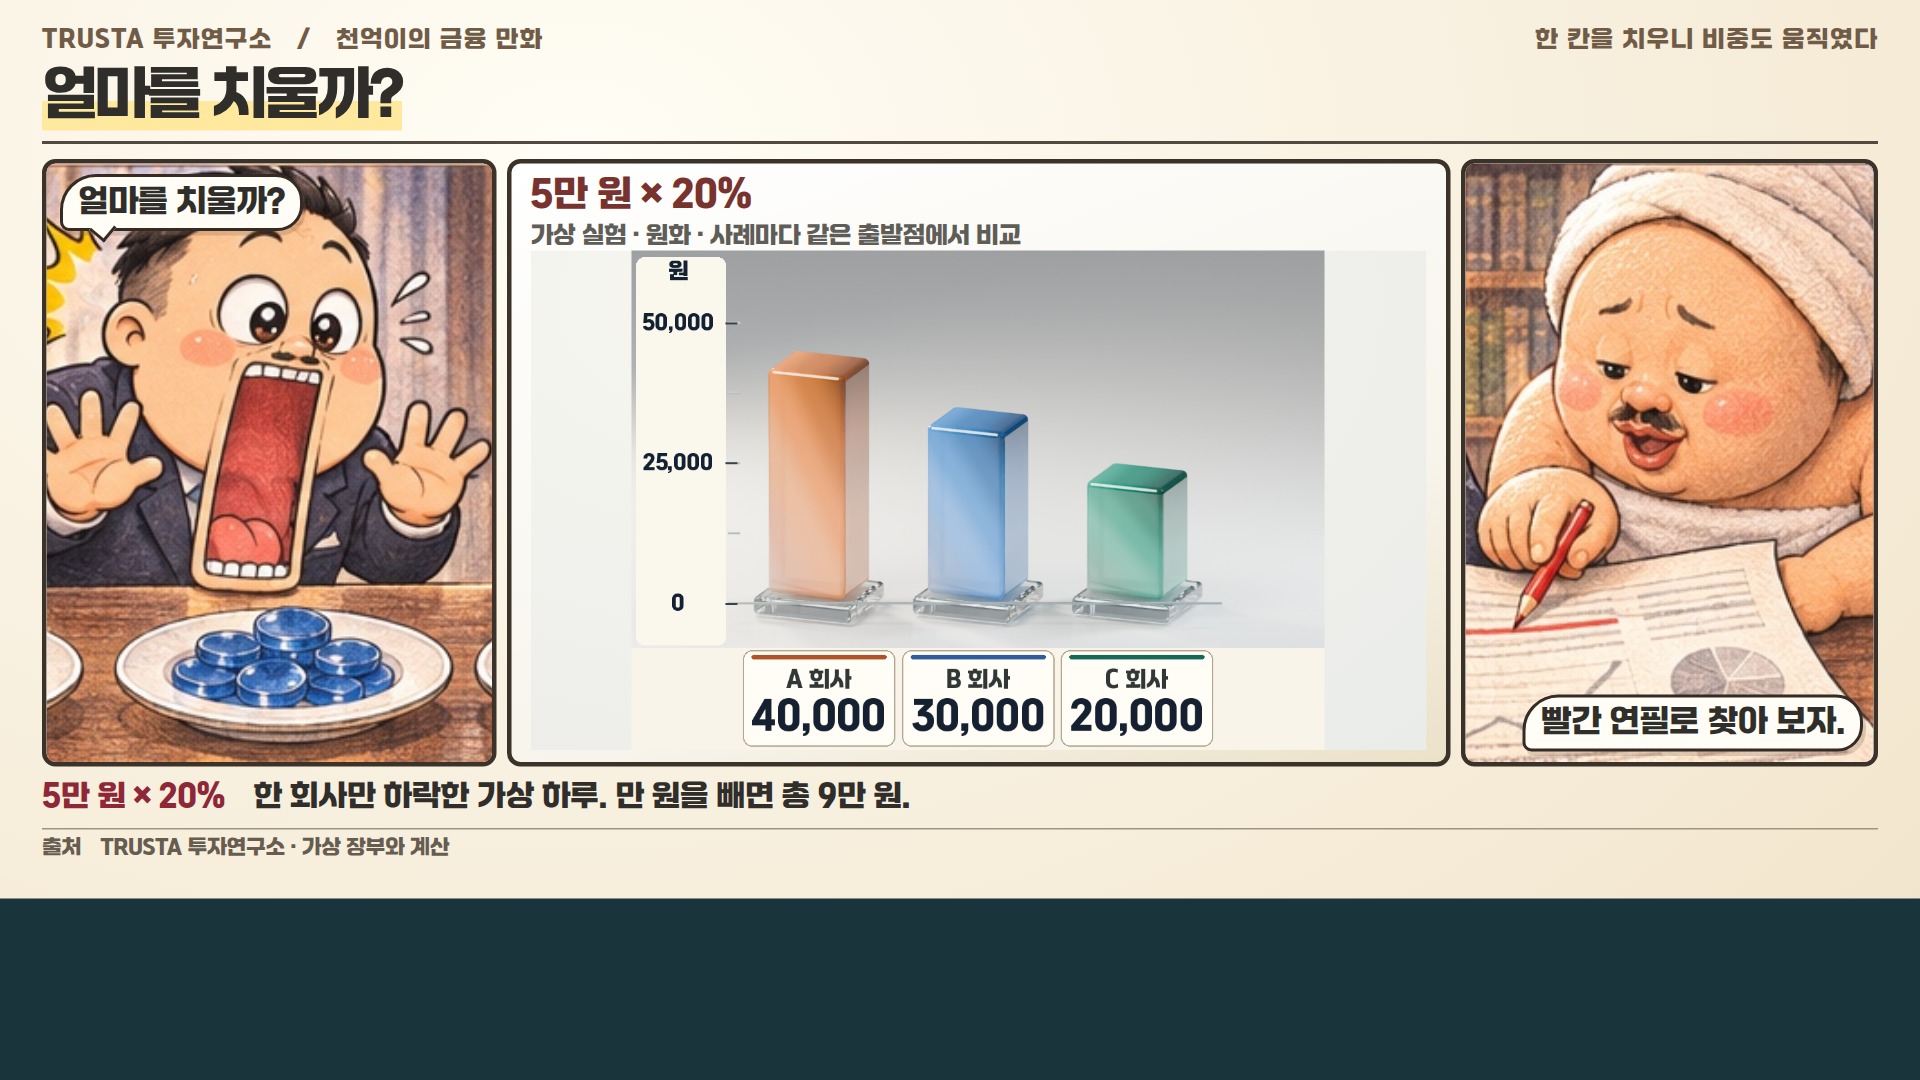 TRUSTA 투자연구소 / 천억이의 금융 만화
한 칸을 치우니 비중도 움직였다
얼마를 치울까?
얼마를 치울까?
5만 원 × 20%
가상 실험 · 원화 · 사례마다 같은 출발점에서 비교
원
50,000
25,000
0
A 회사
40,000
B 회사
30,000
C 회사
20,000
빨간 연필로 찾아 보자.
5만 원 × 20% 한 회사만 하락한 가상 하루. 만 원을 빼면 총 9만 원.
출처 TRUSTA 투자연구소 · 가상 장부와 계산